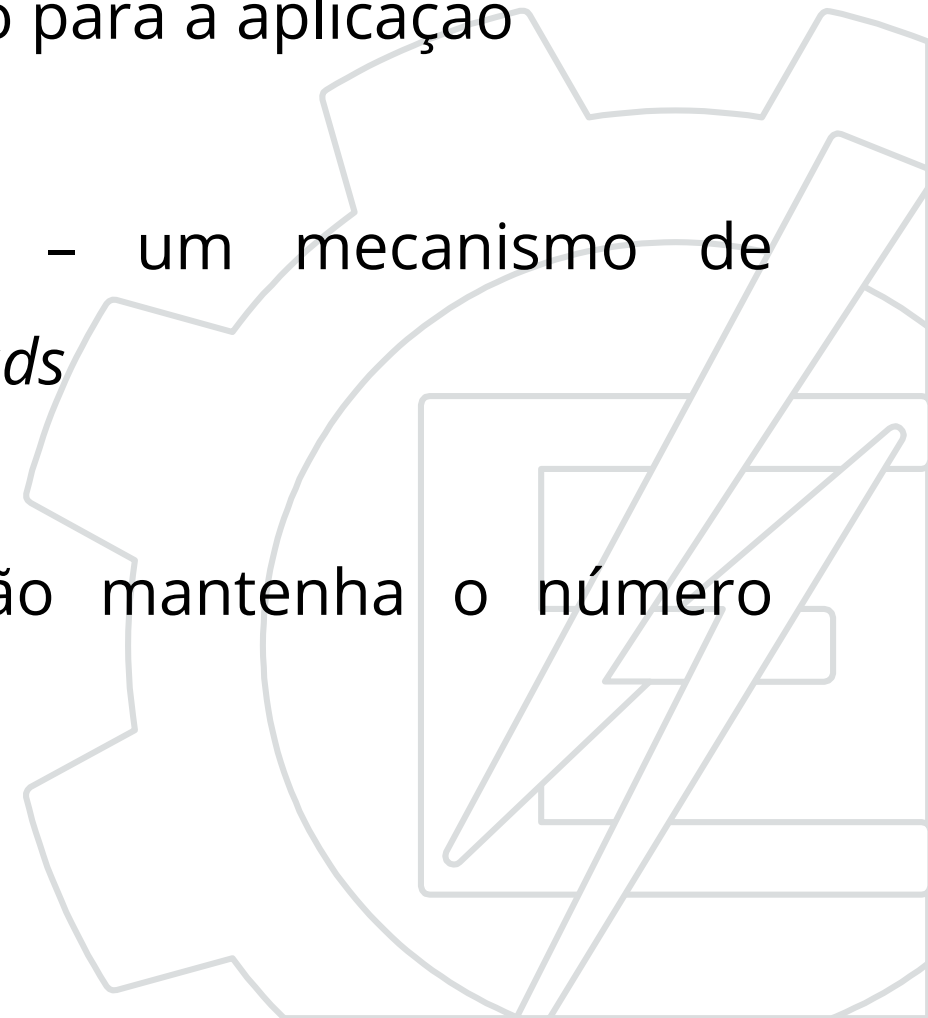 o para a aplicação
– um mecanismo de
ds
ão mantenha o número